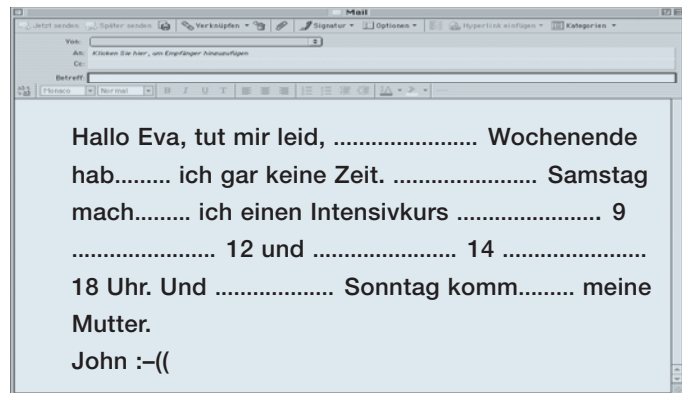 Mail
Jetzt senden Später senden Verknüpfen Signatur Optionen Hyperlink einfügen Kategorien
Von:
An: Klicken Sie hier, um Empfänger hinzuzufügen
Cc:
Betreff:
Monaco Normal B I U T
Hallo Eva, tut mir leid, ....................... Wochenende
hab......... ich gar keine Zeit. ....................... Samstag
mach......... ich einen Intensivkurs ....................... 9
....................... 12 und ....................... 14 .......................
18 Uhr. Und ................... Sonntag komm......... meine
Mutter.
John :–((